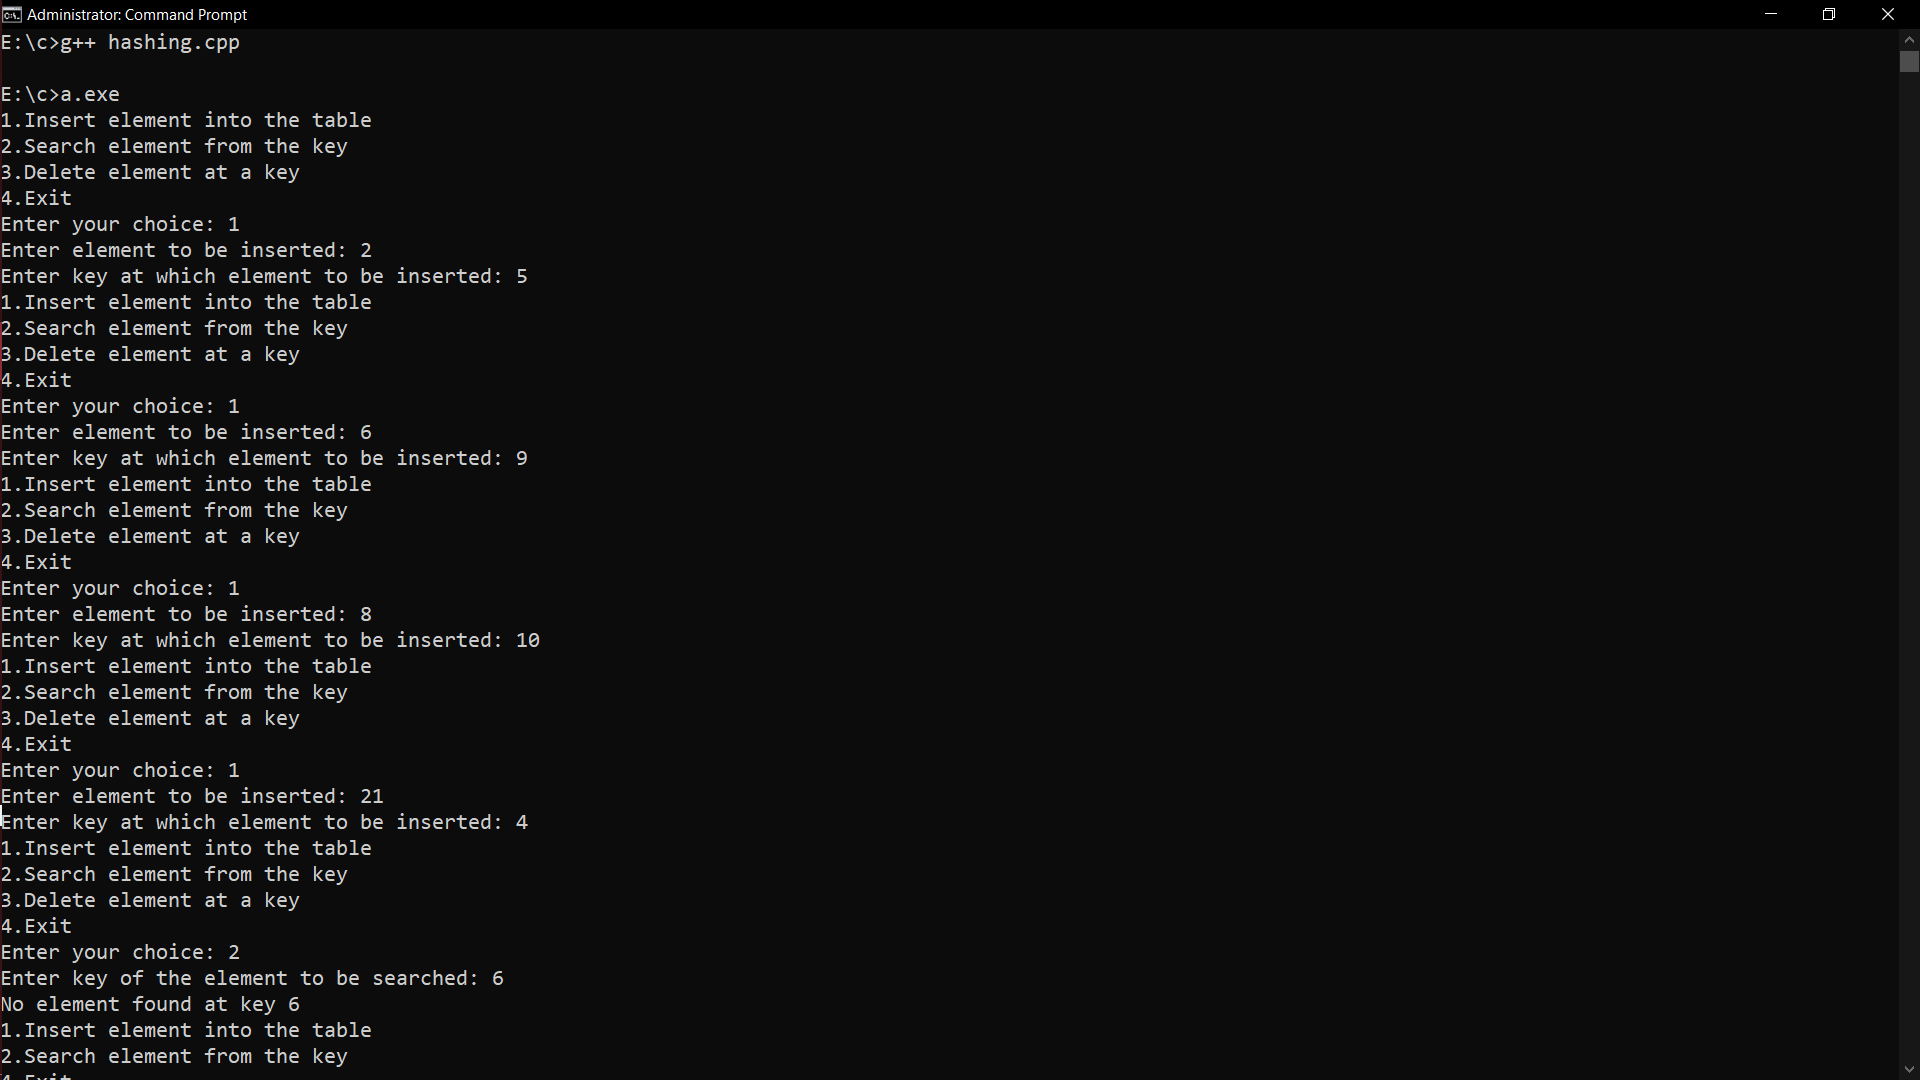 Administrator: Command Prompt
E:\c>g++ hashing.cpp
E:\c>a.exe
1.Insert element into the table
2.Search element from the key
3.Delete element at a key
4.Exit
Enter your choice: 1
Enter element to be inserted: 2
Enter key at which element to be inserted: 5
1.Insert element into the table
2.Search element from the key
3.Delete element at a key
4.Exit
Enter your choice: 1
Enter element to be inserted: 6
Enter key at which element to be inserted: 9
1.Insert element into the table
2.Search element from the key
3.Delete element at a key
4.Exit
Enter your choice: 1
Enter element to be inserted: 8
Enter key at which element to be inserted: 10
1.Insert element into the table
2.Search element from the key
3.Delete element at a key
4.Exit
Enter your choice: 1
Enter element to be inserted: 21
Enter key at which element to be inserted: 4
1.Insert element into the table
2.Search element from the key
3.Delete element at a key
4.Exit
Enter your choice: 2
Enter key of the element to be searched: 6
No element found at key 6
1.Insert element into the table
2.Search element from the key
4.Exit